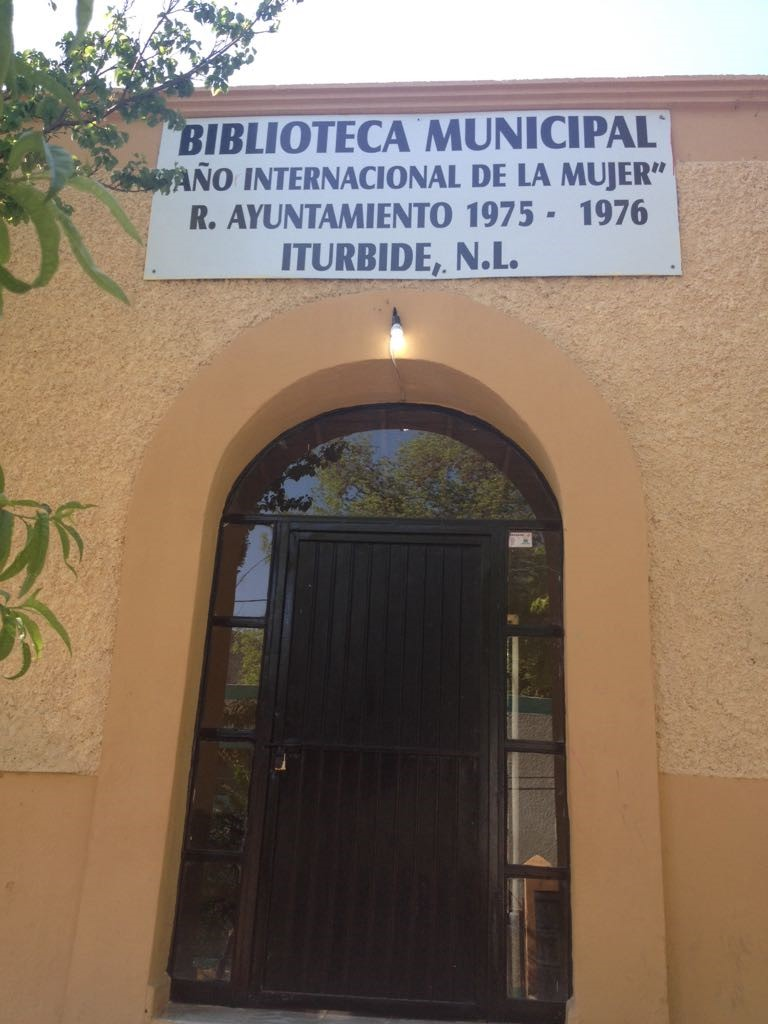 BIBLIOTECA MUNICIPAL
AÑO INTERNACIONAL DE LA MUJER"
R. AYUNTAMIENTO 1975 - 1976
ITURBIDE, N.L.